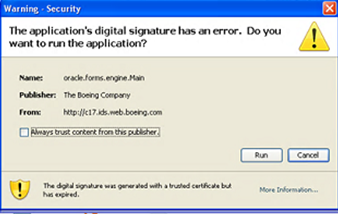 Warning - Security
The application's digital signature has an error. Do you
want to run the application?
Name: oracle.forms.engine.Main
Publisher: The Boeing Company
From: http://c17.ids.web.boeing.com
Always trust content from this publisher.
Run Cancel
The digital signature was generated with a trusted certificate but
has expired.
More Information...